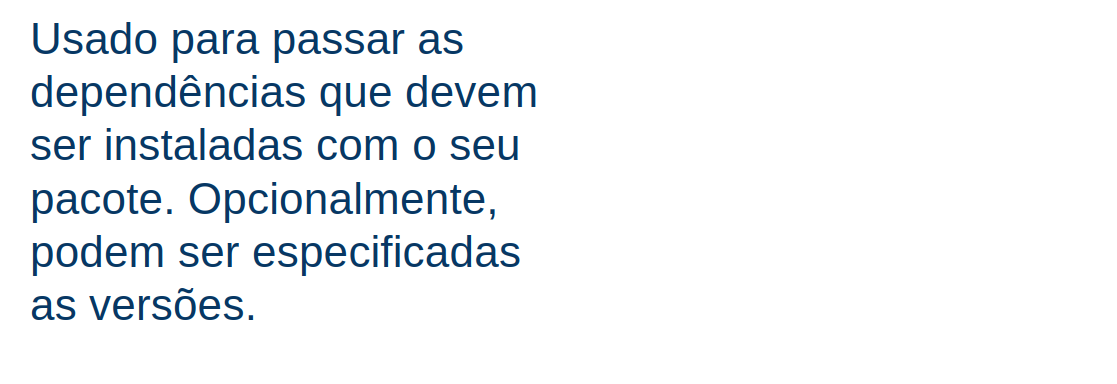 Usado para passar as
dependências que devem
ser instaladas com o seu
pacote. Opcionalmente,
podem ser especificadas
as versões.